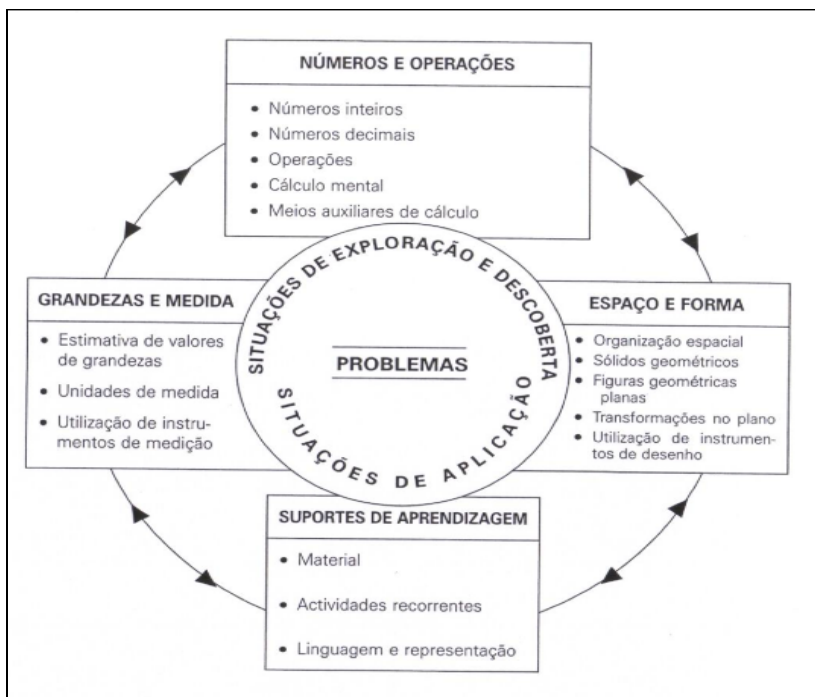 NÚMEROS E OPERAÇÕES
• Números inteiros
• Números decimais
• Operações
• Cálculo mental
• Meios auxiliares de cálculo
GRANDEZAS E MEDIDA
• Estimativa de valores
de grandezas
• Unidades de medida
• Utilização de instru-
mentos de medição
SITUAÇÕES DE EXPLORAÇÃO E DESCOBERTA
PROBLEMAS
SITUAÇÕES DE APLICAÇÃO
ESPAÇO E FORMA
• Organização espacial
• Sólidos geométricos
• Figuras geométricas
planas
• Transformações no plano
• Utilização de instrumen-
tos de desenho
SUPORTES DE APRENDIZAGEM
• Material
• Actividades recorrentes
• Linguagem e representação